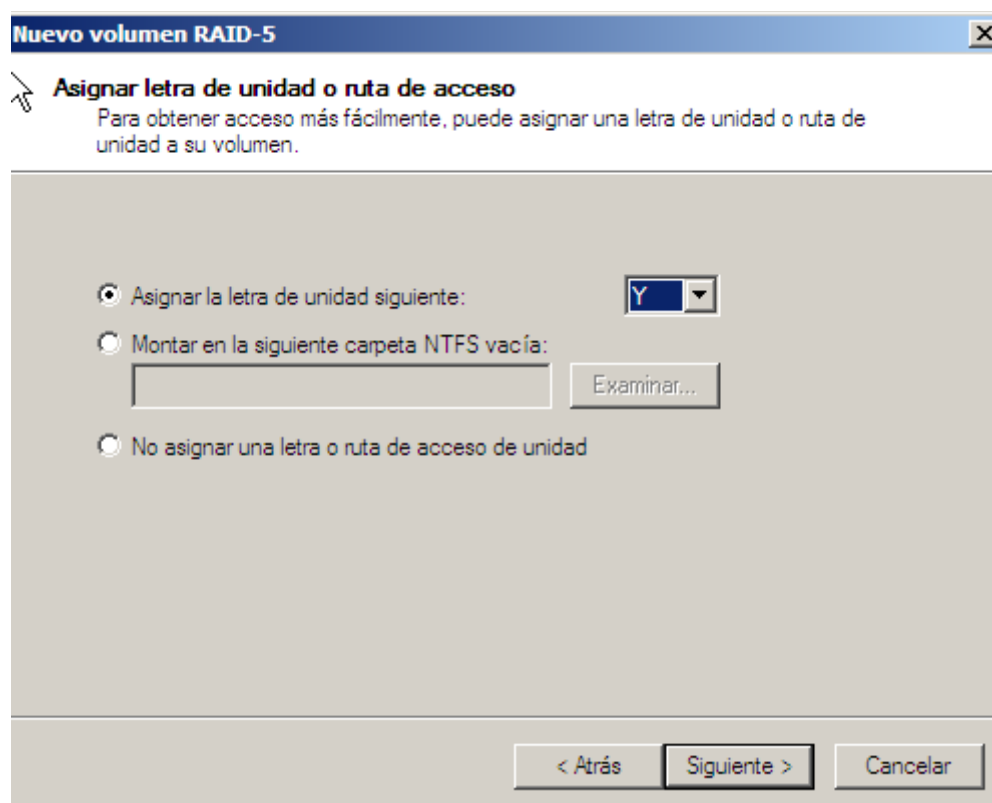 Nuevo volumen RAID-5
Asignar letra de unidad o ruta de acceso
Para obtener acceso más fácilmente, puede asignar una letra de unidad o ruta de
unidad a su volumen.
Asignar la letra de unidad siguiente: Y
Montar en la siguiente carpeta NTFS vacía:
Examinar...
No asignar una letra o ruta de acceso de unidad
< Atrás Siguiente > Cancelar